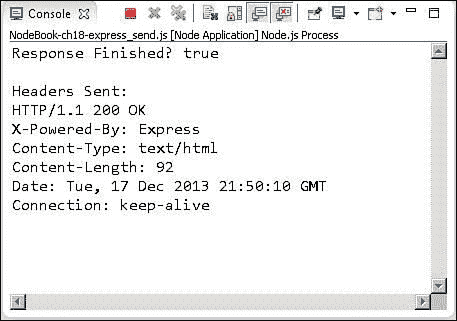 Console
NodeBook-ch18-express_send.js [Node Application] Node.js Process
Response Finished? true
Headers Sent:
HTTP/1.1 200 OK
X-Powered-By: Express
Content-Type: text/html
Content-Length: 92
Date: Tue, 17 Dec 2013 21:50:10 GMT
Connection: keep-alive